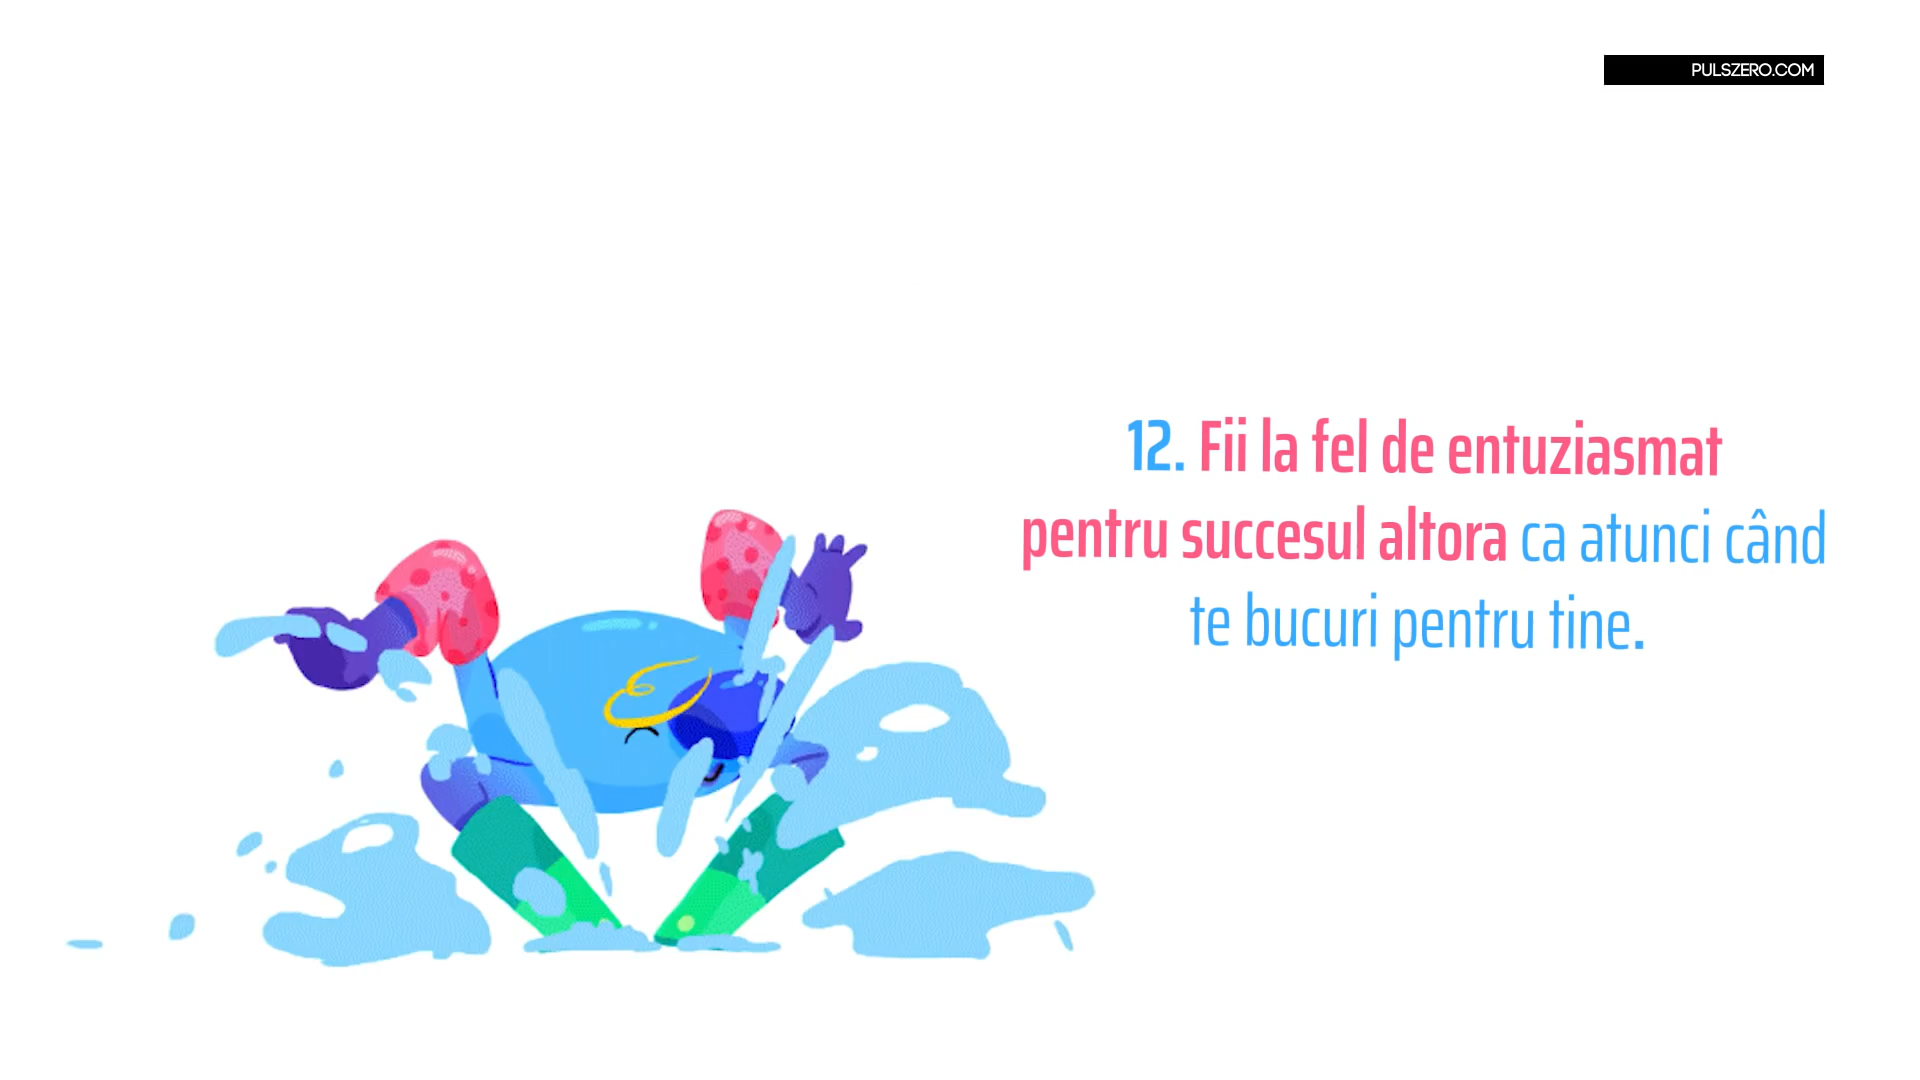 PULSZERO.COM
12. Fii la fel de entuziasmat
pentru succesul altora ca atunci când
te bucuri pentru tine.